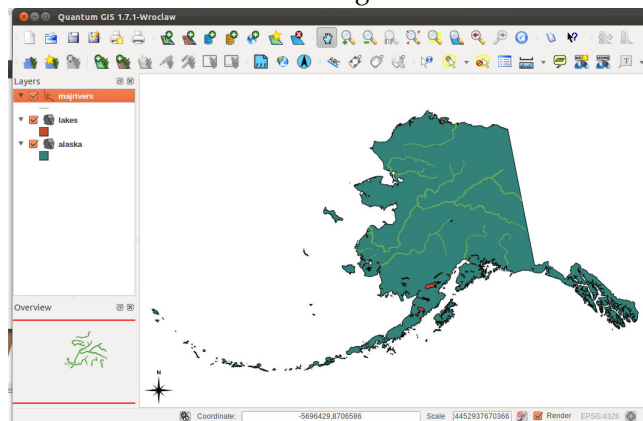 Quantum GIS 1.7.1-Wroclaw
Layers
majrivers
lakes
alaska
Overview
N
Coordinate: -5696429,8706586 Scale (4452937670366 Render EPSG:4326